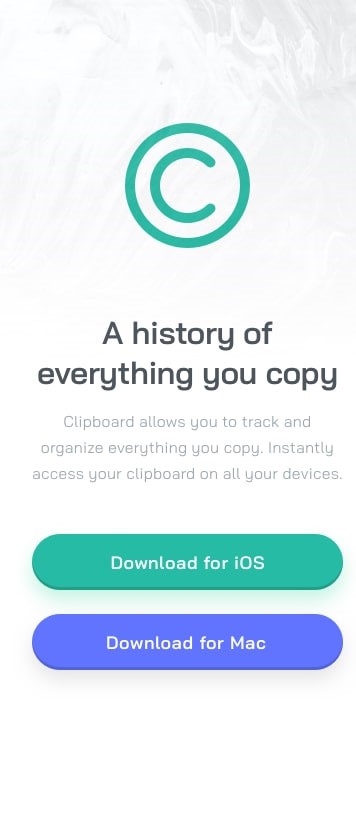 A history of
everything you copy
Clipboard allows you to track and
organize everything you copy. Instantly
access your clipboard on all your devices.
Download for iOS
Download for Mac